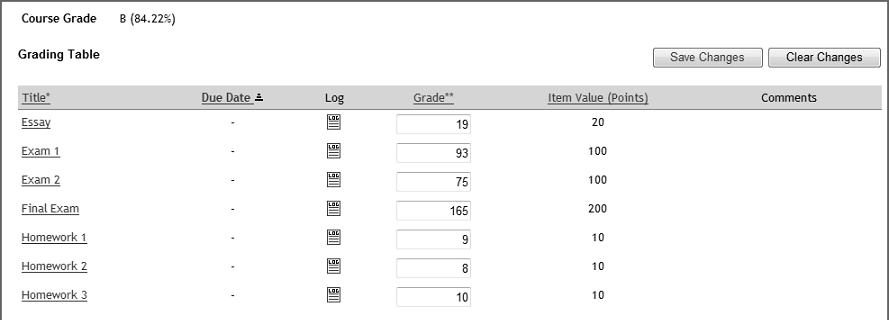 Course Grade B (84.22%)
Grading Table
Save Changes Clear Changes
Title* Due Date Log Grade** Item Value (Points) Comments
Essay - LOG 19 20
Exam 1 - LOG 93 100
Exam 2 - LOG 75 100
Final Exam - LOG 165 200
Homework 1 - LOG 9 10
Homework 2 - LOG 8 10
Homework 3 - LOG 10 10